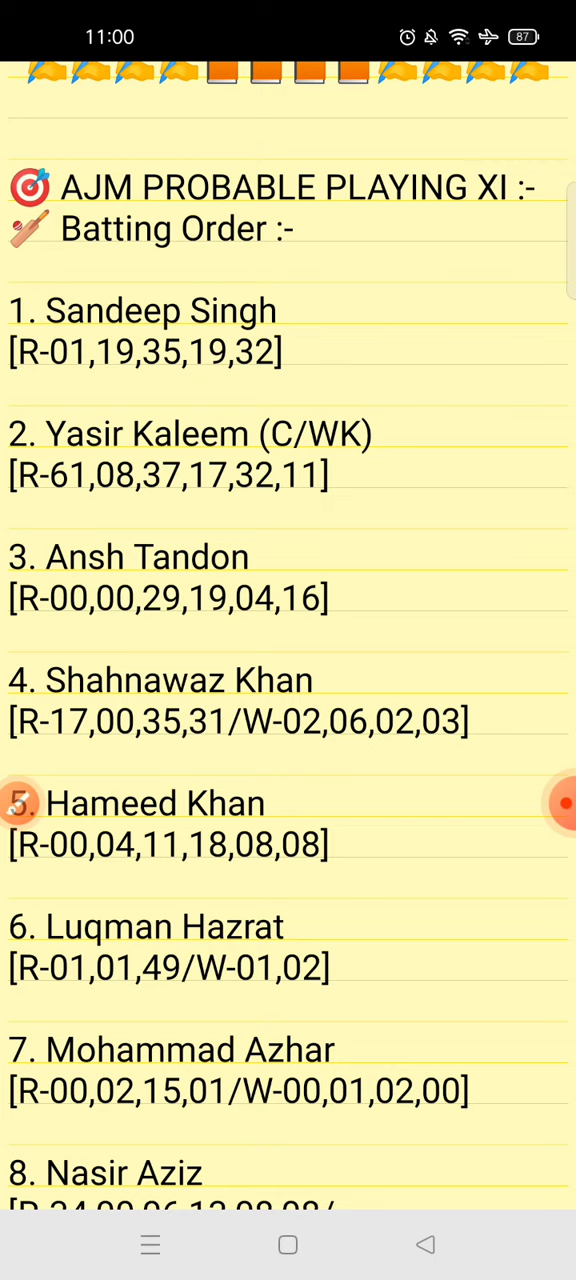 11:00
87
🎯 AJM PROBABLE PLAYING XI :-
🏏 Batting Order :-
1. Sandeep Singh
[R-01,19,35,19,32]
2. Yasir Kaleem (C/WK)
[R-61,08,37,17,32,11]
3. Ansh Tandon
[R-00,00,29,19,04,16]
4. Shahnawaz Khan
[R-17,00,35,31/W-02,06,02,03]
5. Hameed Khan
[R-00,04,11,18,08,08]
6. Luqman Hazrat
[R-01,01,49/W-01,02]
7. Mohammad Azhar
[R-00,02,15,01/W-00,01,02,00]
8. Nasir Aziz